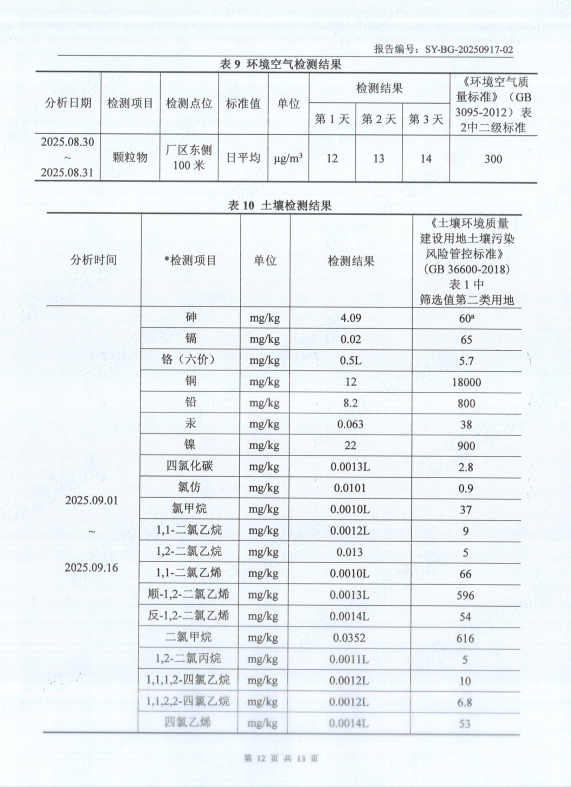 报告编号：SY-BG-20250917-02
表 9 环境空气检测结果
分析日期 检测项目 检测点位 标准值 单位 检测结果 《环境空气质量标准》（GB 3095-2012）表 2中二级标准
第 1 天 第 2 天 第 3 天
2025.08.30 ~ 2025.08.31 颗粒物 厂区东侧 100 米 日平均 μg/m³ 12 13 14 300
表 10 土壤检测结果
分析时间 *检测项目 单位 检测结果 《土壤环境质量 建设用地土壤污染风险管控标准》(GB 36600-2018) 表 1 中 筛选值第二类用地
2025.09.01 ~ 2025.09.16
砷 mg/kg 4.09 60ᵃ
镉 mg/kg 0.02 65
铬（六价） mg/kg 0.5L 5.7
铜 mg/kg 12 18000
铅 mg/kg 8.2 800
汞 mg/kg 0.063 38
镍 mg/kg 22 900
四氯化碳 mg/kg 0.0013L 2.8
氯仿 mg/kg 0.0101 0.9
氯甲烷 mg/kg 0.0010L 37
1,1-二氯乙烷 mg/kg 0.0012L 9
1,2-二氯乙烷 mg/kg 0.013 5
1,1-二氯乙烯 mg/kg 0.0010L 66
顺-1,2-二氯乙烯 mg/kg 0.0013L 596
反-1,2-二氯乙烯 mg/kg 0.0014L 54
二氯甲烷 mg/kg 0.0352 616
1,2-二氯丙烷 mg/kg 0.0011L 5
1,1,1,2-四氯乙烷 mg/kg 0.0012L 10
1,1,2,2-四氯乙烷 mg/kg 0.0012L 6.8
四氯乙烯 mg/kg 0.0014L 53
第 12 页 共 13 页